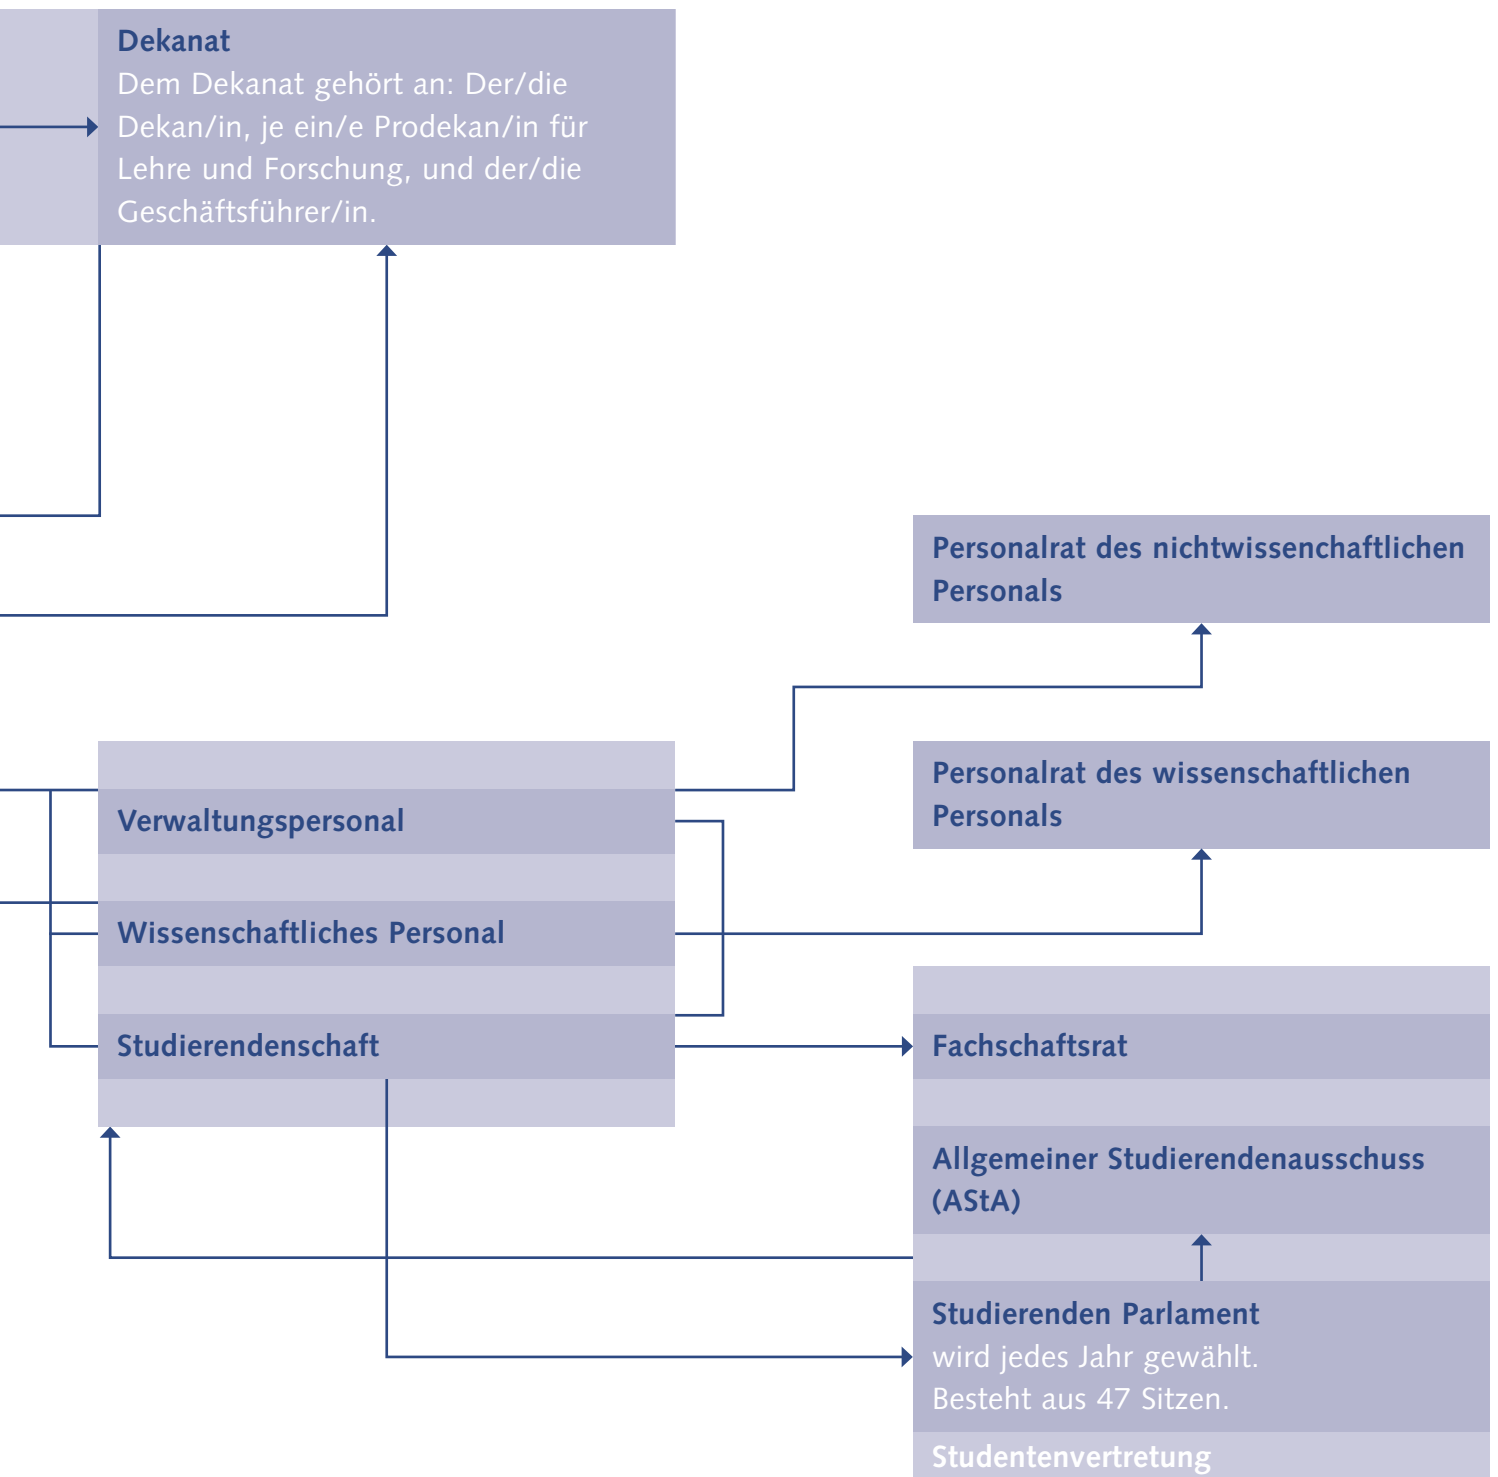 Dekanat
Dem Dekanat gehört an: Der/die
Dekan/in, je ein/e Prodekan/in für
Lehre und Forschung, und der/die
Geschäftsführer/in.
Personalrat des nichtwissenchaftlichen
Personals
Personalrat des wissenschaftlichen
Personals
Verwaltungspersonal
Wissenschaftliches Personal
Studierendenschaft
Fachschaftsrat
Allgemeiner Studierendenausschuss
(AStA)
Studierenden Parlament
wird jedes Jahr gewählt.
Besteht aus 47 Sitzen.
Studentenvertretung